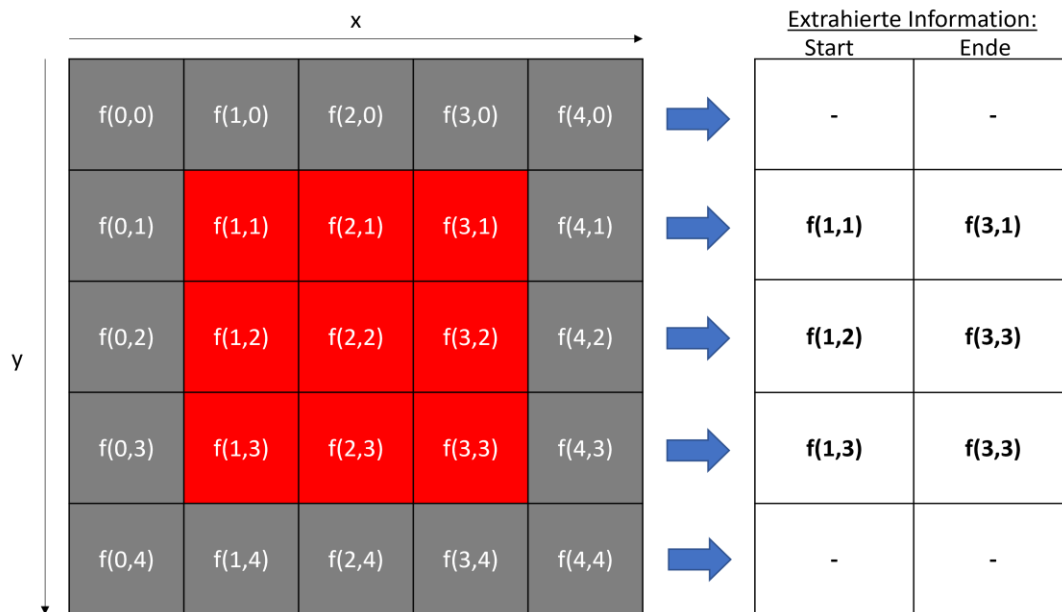 x
Extrahierte Information:
Start Ende
f(0,0) f(1,0) f(2,0) f(3,0) f(4,0) - -
f(0,1) f(1,1) f(2,1) f(3,1) f(4,1) f(1,1) f(3,1)
y
f(0,2) f(1,2) f(2,2) f(3,2) f(4,2) f(1,2) f(3,3)
f(0,3) f(1,3) f(2,3) f(3,3) f(4,3) f(1,3) f(3,3)
f(0,4) f(1,4) f(2,4) f(3,4) f(4,4) - -